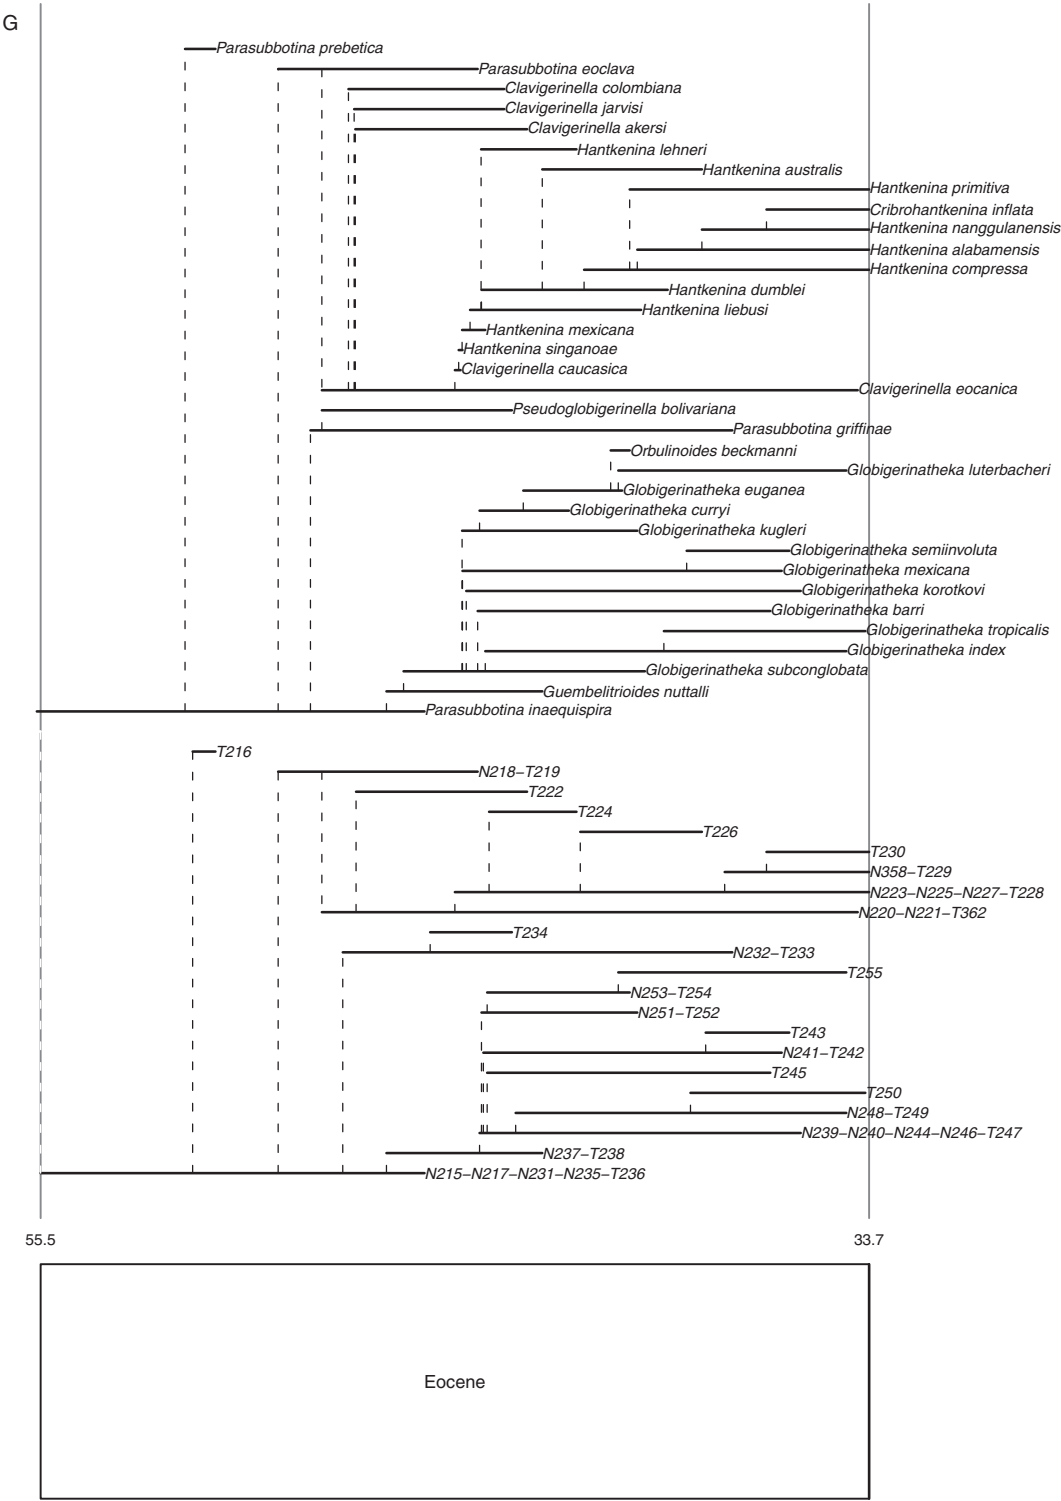 G
Parasubbotina prebetica
Parasubbotina eoclava
Clavigerinella colombiana
Clavigerinella jarvisi
Clavigerinella akersi
Hantkenina lehneri
Hantkenina australis
Hantkenina primitiva
Cribrohantkenina inflata
Hantkenina nanggulanensis
Hantkenina alabamensis
Hantkenina compressa
Hantkenina dumblei
Hantkenina liebusi
Hantkenina mexicana
Hantkenina singanoae
Clavigerinella caucasica
Clavigerinella eocanica
Pseudoglobigerinella bolivariana
Parasubbotina griffinae
Orbulinoides beckmanni
Globigerinatheka luterbacheri
Globigerinatheka euganea
Globigerinatheka curryi
Globigerinatheka kugleri
Globigerinatheka semiinvoluta
Globigerinatheka mexicana
Globigerinatheka korotkovi
Globigerinatheka barri
Globigerinatheka tropicalis
Globigerinatheka index
Globigerinatheka subconglobata
Guembelitrioides nuttalli
Parasubbotina inaequispira
T216
N218–T219
T222
T224
T226
T230
N358–T229
N223–N225–N227–T228
N220–N221–T362
T234
N232–T233
T255
N253–T254
N251–T252
T243
N241–T242
T245
T250
N248–T249
N239–N240–N244–N246–T247
N237–T238
N215–N217–N231–N235–T236
55.5 33.7
Eocene